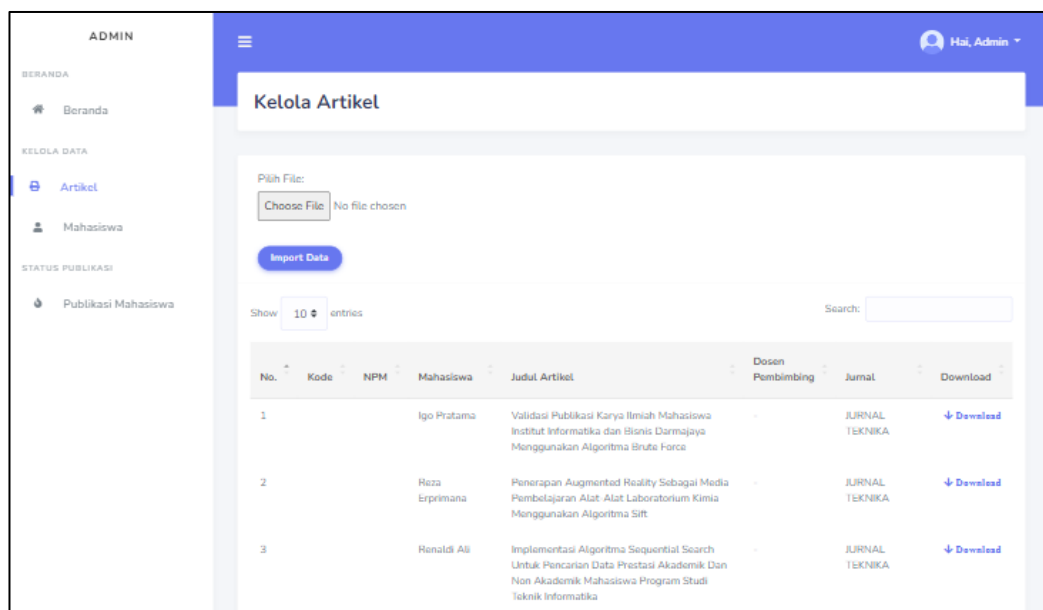 ADMIN
Hai, Admin
BERANDA
Beranda
KELOLA DATA
Artikel
Mahasiswa
STATUS PUBLIKASI
Publikasi Mahasiswa
Kelola Artikel
Pilih File:
Choose File No file chosen
Import Data
Show 10 entries
Search:
No. Kode NPM Mahasiswa Judul Artikel Dosen Pembimbing Jurnal Download
1 Igo Pratama Validasi Publikasi Karya Ilmiah Mahasiswa - JURNAL Download
Institut Informatika dan Bisnis Darmajaya TEKNIKA
Menggunakan Algoritma Brute Force
2 Reza Penerapan Augmented Reality Sebagai Media - JURNAL Download
Erprimana Pembelajaran Alat-Alat Laboratorium Kimia TEKNIKA
Menggunakan Algoritma Sift
3 Renaldi Ali Implementasi Algoritma Sequential Search - JURNAL Download
Untuk Pencarian Data Prestasi Akademik Dan TEKNIKA
Non Akademik Mahasiswa Program Studi
Teknik Informatika